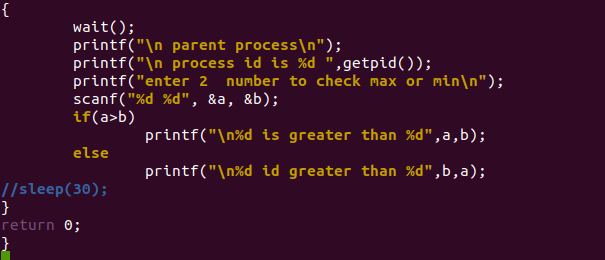 {
wait();
printf("\n parent process\n");
printf("\n process id is %d ",getpid());
printf("enter 2  number to check max or min\n");
scanf("%d %d", &a, &b);
if(a>b)
printf("\n%d is greater than %d",a,b);
else
printf("\n%d id greater than %d",b,a);
//sleep(30);
}
return 0;
}